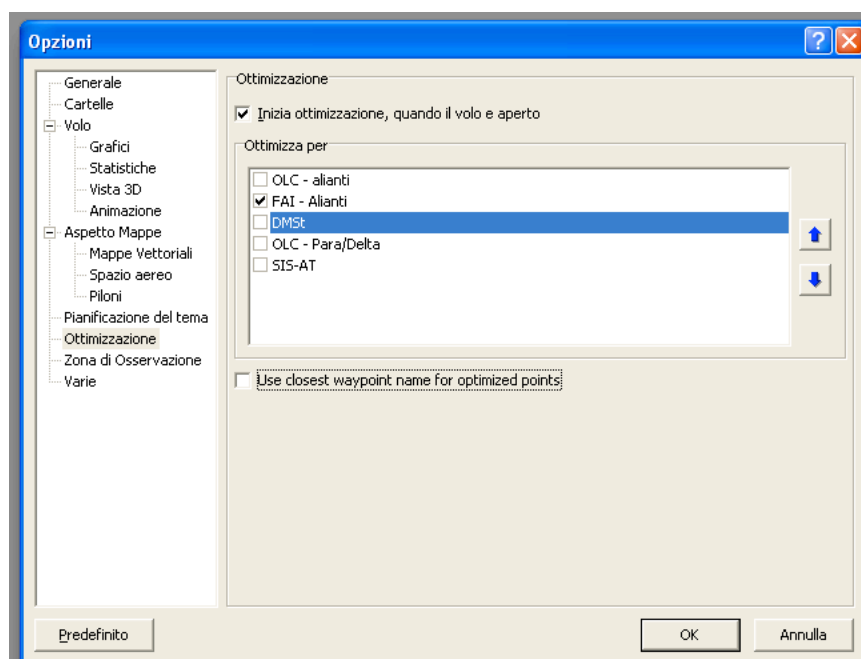 Opzioni
Generale
Cartelle
Volo
Grafici
Statistiche
Vista 3D
Animazione
Aspetto Mappe
Mappe Vettoriali
Spazio aereo
Piloni
Pianificazione del tema
Ottimizzazione
Zona di Osservazione
Varie
Ottimizzazione
Inizia ottimizzazione, quando il volo e aperto
Ottimizza per
OLC - alianti
FAI - Alianti
DMSt
OLC - Para/Delta
SIS-AT
Use closest waypoint name for optimized points
Predefinito
OK
Annulla